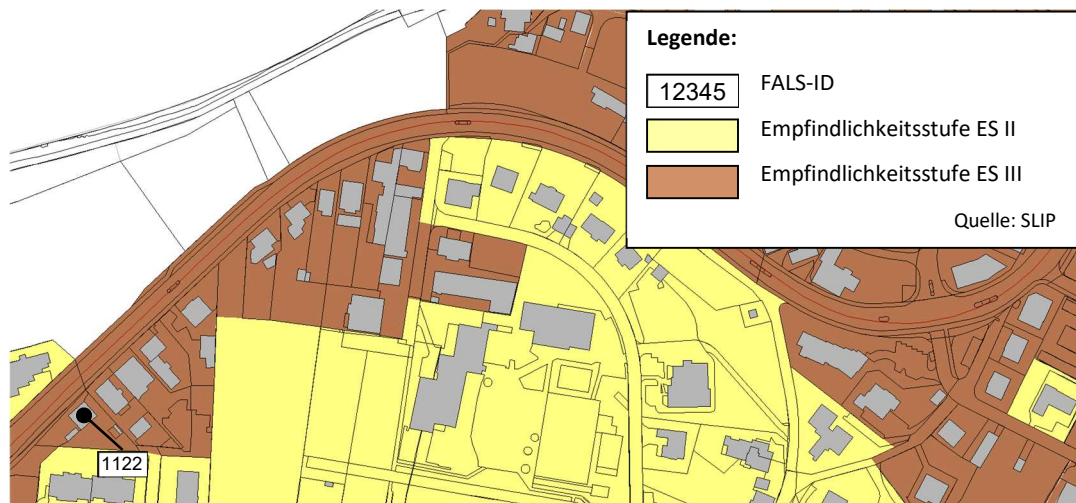 Legende:
12345 FALS-ID
Empfindlichkeitsstufe ES II
Empfindlichkeitsstufe ES III
Quelle: SLIP
1122